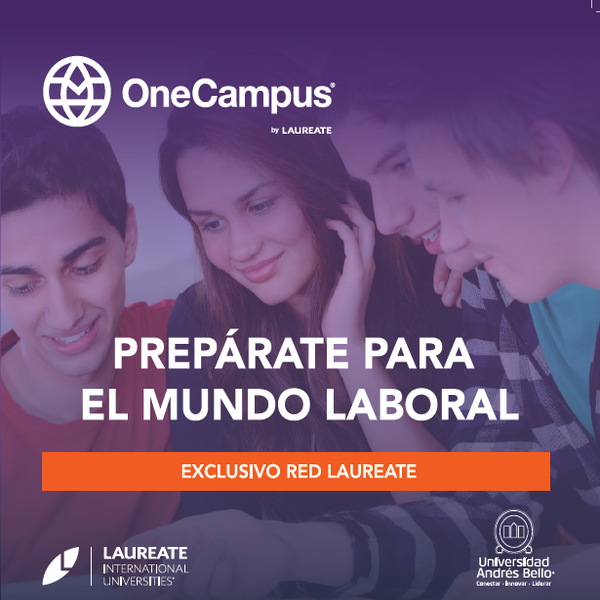 OneCampus®
by LAUREATE
PREPÁRATE PARA
EL MUNDO LABORAL
EXCLUSIVO RED LAUREATE
LAUREATE
INTERNATIONAL
UNIVERSITIES®
Universidad
Andrés Bello®
Conectar · Innovar · Liderar